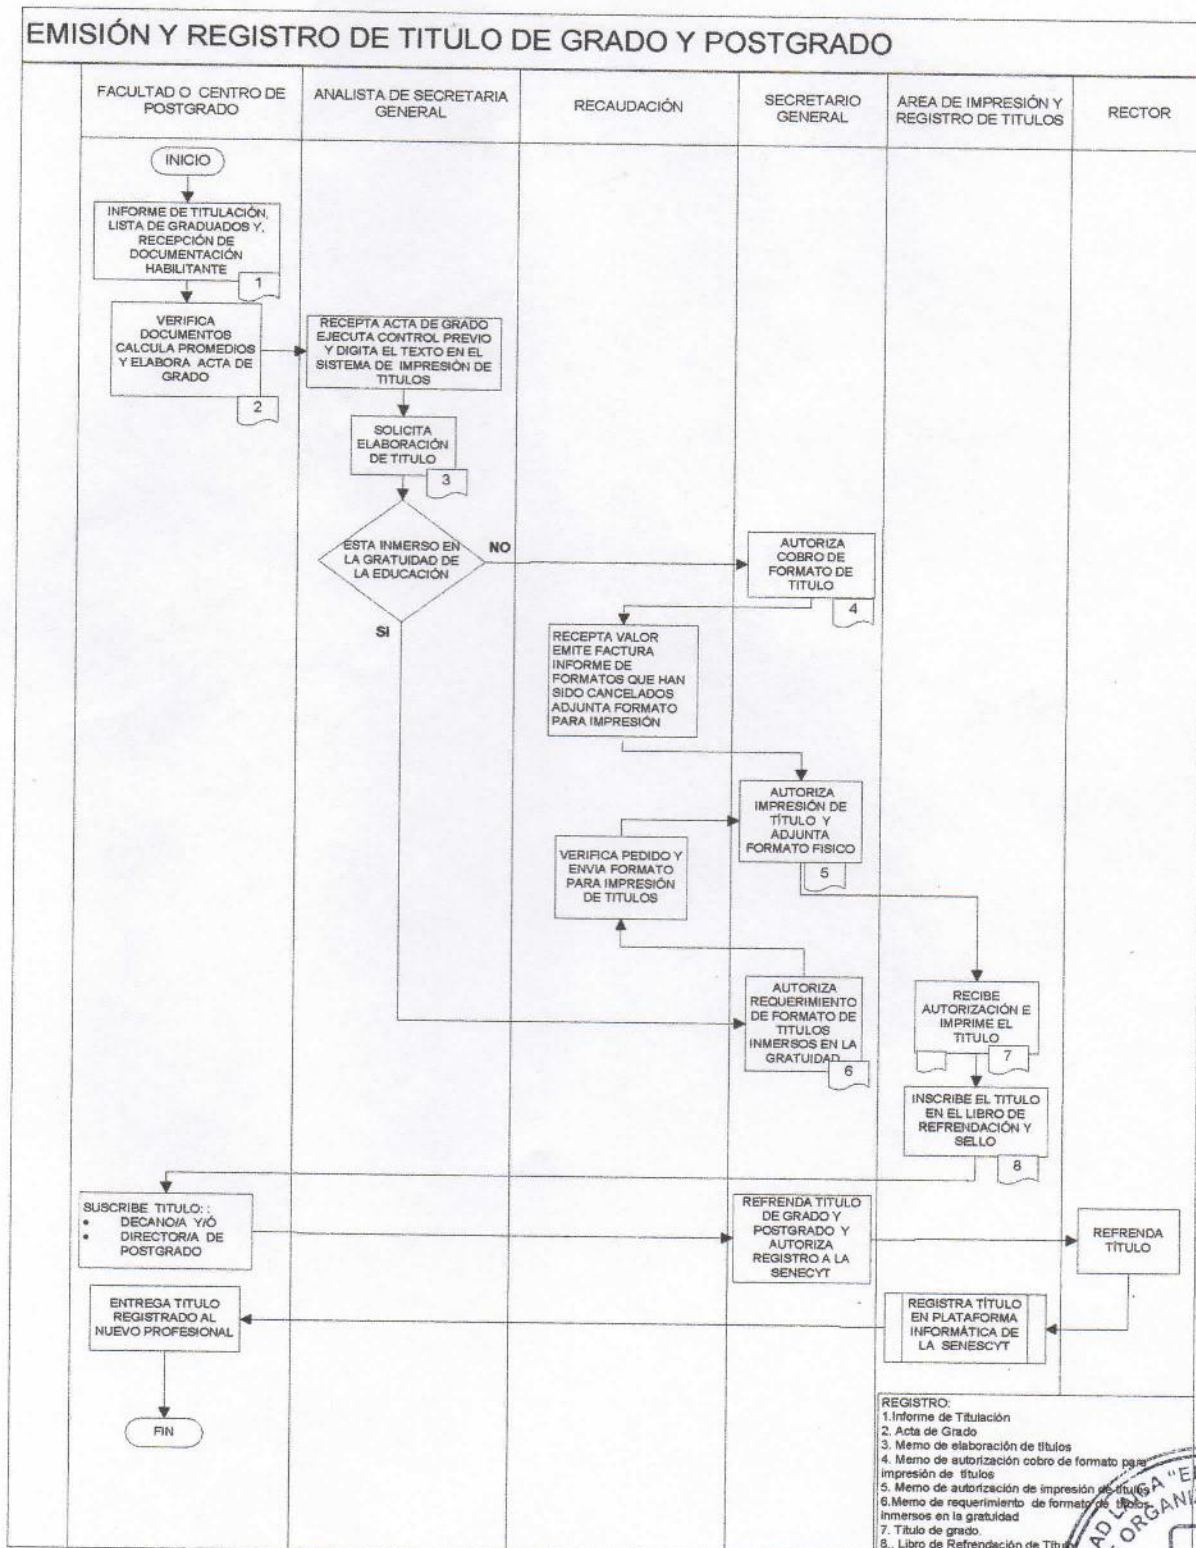 EMISIÓN Y REGISTRO DE TITULO DE GRADO Y POSTGRADO
FACULTAD O CENTRO DE
POSTGRADO
ANALISTA DE SECRETARIA
GENERAL
RECAUDACIÓN
SECRETARIO
GENERAL
AREA DE IMPRESIÓN Y
REGISTRO DE TITULOS
RECTOR
INICIO
INFORME DE TITULACIÓN,
LISTA DE GRADUADOS Y,
RECEPCIÓN DE
DOCUMENTACIÓN
HABILITANTE
1
VERIFICA
DOCUMENTOS
CALCULA PROMEDIOS
Y ELABORA ACTA DE
GRADO
2
RECEPTA ACTA DE GRADO
EJECUTA CONTROL PREVIO
Y DIGITA EL TEXTO EN EL
SISTEMA DE IMPRESIÓN DE
TITULOS
SOLICITA
ELABORACIÓN
DE TITULO
3
ESTA INMERSO EN
LA GRATUIDAD DE
LA EDUCACIÓN
NO
SI
AUTORIZA
COBRO DE
FORMATO DE
TITULO
4
RECEPTA VALOR
EMITE FACTURA
INFORME DE
FORMATOS QUE HAN
SIDO CANCELADOS
ADJUNTA FORMATO
PARA IMPRESIÓN
AUTORIZA
IMPRESIÓN DE
TÍTULO Y
ADJUNTA
FORMATO FISICO
5
VERIFICA PEDIDO Y
ENVIA FORMATO
PARA IMPRESIÓN
DE TITULOS
AUTORIZA
REQUERIMIENTO
DE FORMATO DE
TITULOS
INMERSOS EN LA
GRATUIDAD
6
RECIBE
AUTORIZACIÓN E
IMPRIME EL
TITULO
7
INSCRIBE EL TITULO
EN EL LIBRO DE
REFRENDACIÓN Y
SELLO
8
SUSCRIBE TITULO: :
• DECANO/A Y/Ó
• DIRECTOR/A DE
POSTGRADO
REFRENDA TITULO
DE GRADO Y
POSTGRADO Y
AUTORIZA
REGISTRO A LA
SENECYT
REFRENDA
TÍTULO
ENTREGA TITULO
REGISTRADO AL
NUEVO PROFESIONAL
REGISTRA TÍTULO
EN PLATAFORMA
INFORMÁTICA DE
LA SENESCYT
FIN
REGISTRO:
1.Informe de Titulación
2. Acta de Grado
3. Memo de elaboración de títulos
4. Memo de autorización cobro de formato para
impresión de títulos
5. Memo de autorización de impresión de títulos
6.Memo de requerimiento de formato de títulos
inmersos en la gratuidad
7. Título de grado.
8.. Libro de Refrendación de
AD LAICA "E
ORGANI